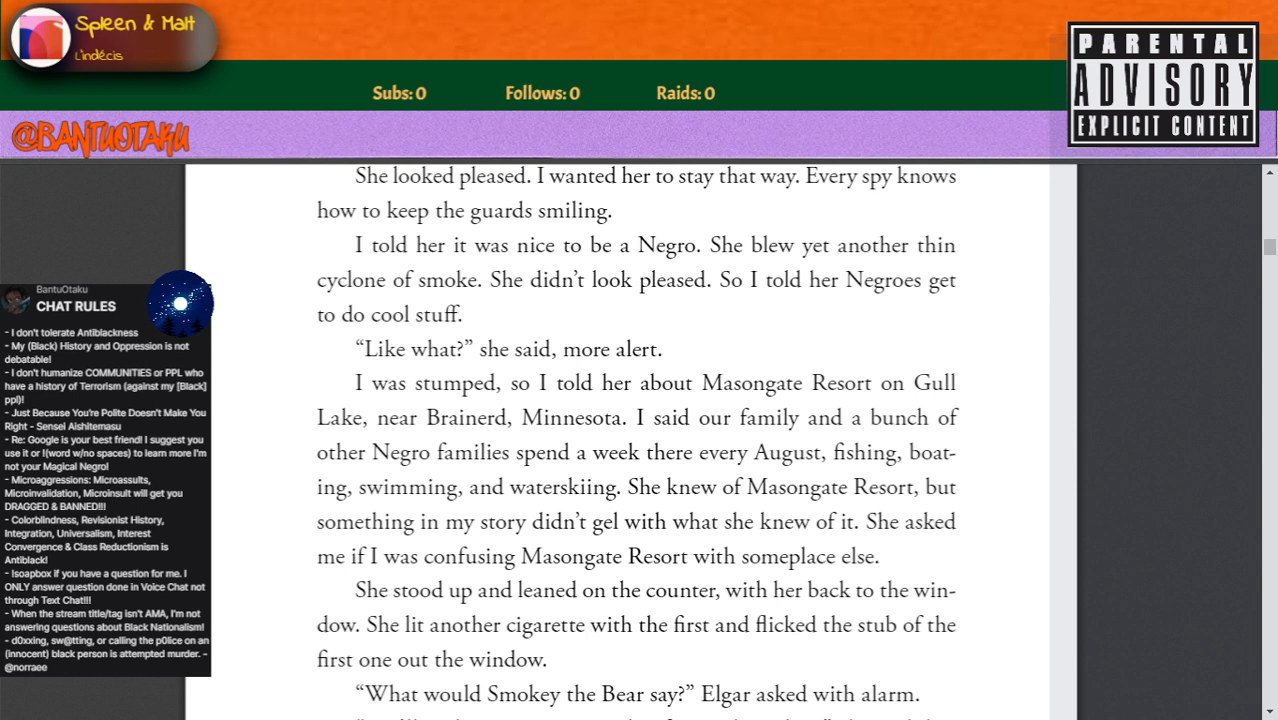 Spleen & Malt
L'indécis
PARENTAL
ADVISORY
EXPLICIT CONTENT
Subs: 0 Follows: 0 Raids: 0
@BANTUOTAKU
She looked pleased. I wanted her to stay that way. Every spy knows
how to keep the guards smiling.
I told her it was nice to be a Negro. She blew yet another thin
cyclone of smoke. She didn't look pleased. So I told her Negroes get
to do cool stuff.
"Like what?" she said, more alert.
I was stumped, so I told her about Masongate Resort on Gull
Lake, near Brainerd, Minnesota. I said our family and a bunch of
other Negro families spend a week there every August, fishing, boat-
ing, swimming, and waterskiing. She knew of Masongate Resort, but
something in my story didn't gel with what she knew of it. She asked
me if I was confusing Masongate Resort with someplace else.
She stood up and leaned on the counter, with her back to the win-
dow. She lit another cigarette with the first and flicked the stub of the
first one out the window.
"What would Smokey the Bear say?" Elgar asked with alarm.
BantuOtaku
CHAT RULES
- I don't tolerate Antiblackness
- My (Black) History and Oppression is not
debatable!
- I don't humanize COMMUNITIES or PPL who
have a history of Terrorism (against my [Black]
ppl)!
- Just Because You're Polite Doesn't Make You
Right - Sensei Aishitemasu
- Re: Google is your best friend! I suggest you
use it or !(word w/no spaces) to learn more I'm
not your Magical Negro!
- Microaggressions: Microassults,
Microinvalidation, Microinsult will get you
DRAGGED & BANNED!!!
- Colorblindness, Revisionist History,
Integration, Universalism, Interest
Convergence & Class Reductionism is
Antiblack!
- !soapbox if you have a question for me. I
ONLY answer question done in Voice Chat not
through Text Chat!!!
- When the stream title/tag isn't AMA, I'm not
answering questions about Black Nationalism!
- d0xxing, sw@tting, or calling the p0lice on an
(innocent) black person is attempted murder. -
@norraee